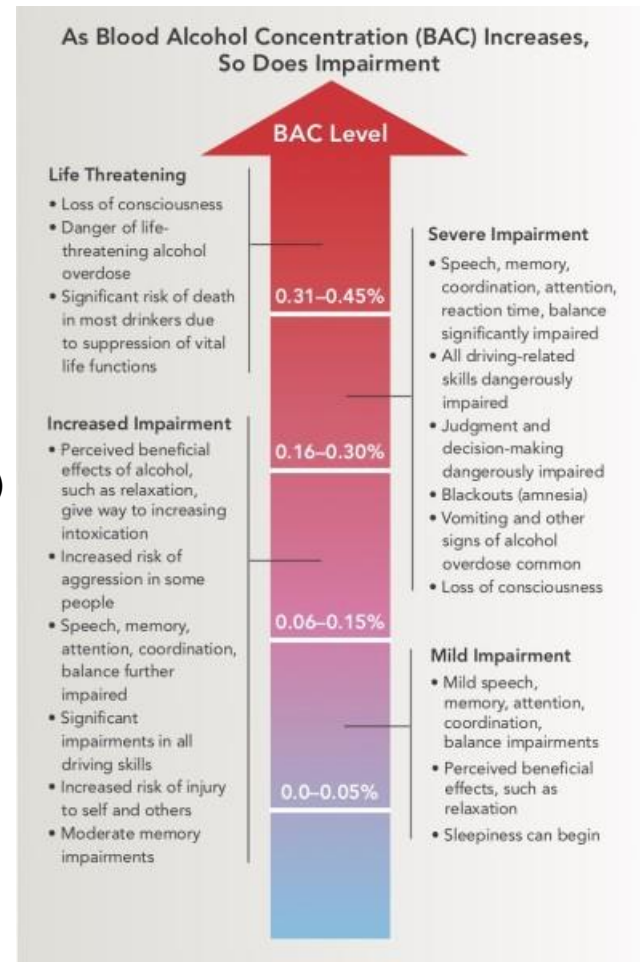 As Blood Alcohol Concentration (BAC) Increases,
So Does Impairment
BAC Level
Life Threatening
• Loss of consciousness
• Danger of life-
threatening alcohol
overdose
• Significant risk of death
in most drinkers due
to suppression of vital
life functions
0.31–0.45%
Severe Impairment
• Speech, memory,
coordination, attention,
reaction time, balance
significantly impaired
• All driving-related
skills dangerously
impaired
• Judgment and
decision-making
dangerously impaired
• Blackouts (amnesia)
• Vomiting and other
signs of alcohol
overdose common
• Loss of consciousness
0.16–0.30%
Increased Impairment
• Perceived beneficial
effects of alcohol,
such as relaxation,
give way to increasing
intoxication
• Increased risk of
aggression in some
people
• Speech, memory,
attention, coordination,
balance further
impaired
• Significant
impairments in all
driving skills
• Increased risk of injury
to self and others
• Moderate memory
impairments
0.06–0.15%
Mild Impairment
• Mild speech,
memory, attention,
coordination,
balance impairments
• Perceived beneficial
effects, such as
relaxation
• Sleepiness can begin
0.0–0.05%
)